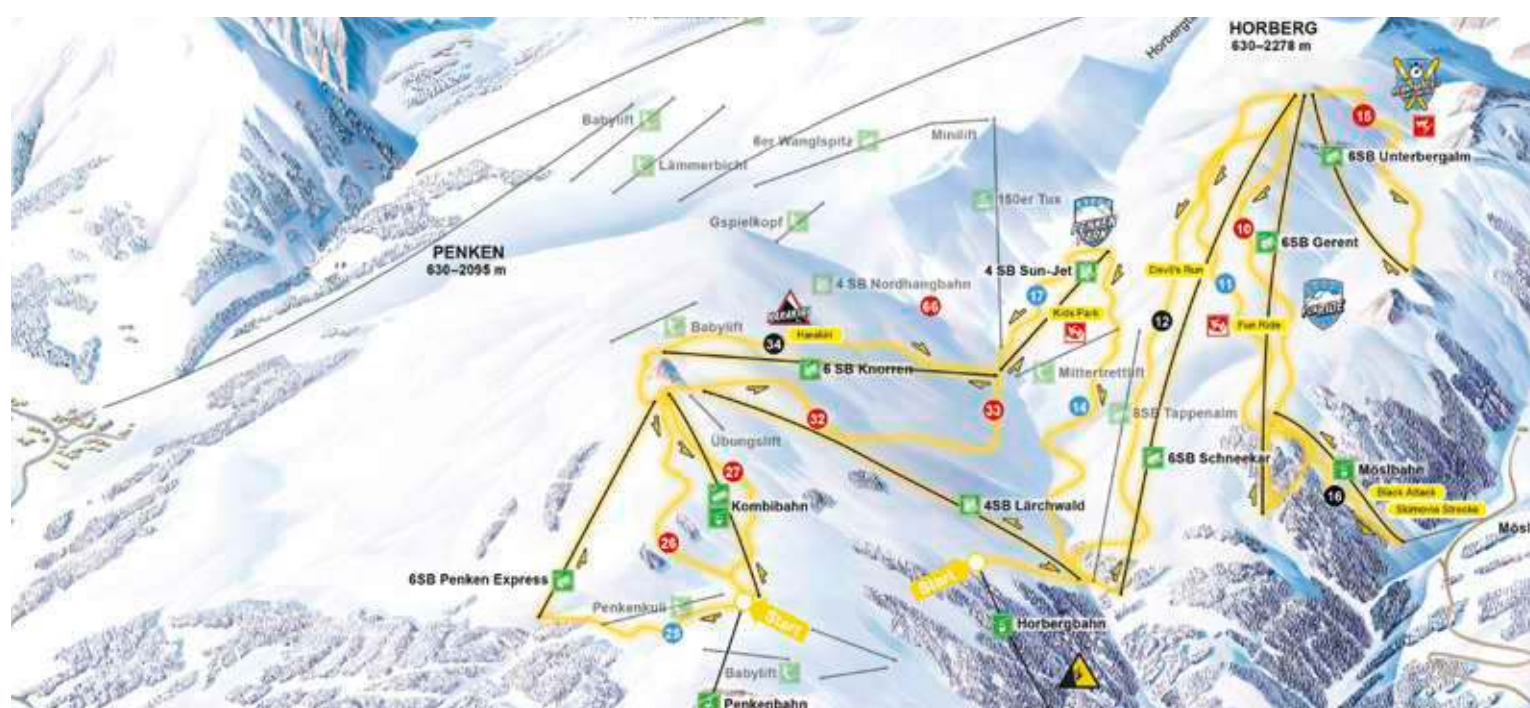 HORBERG
630–2278 m
Babylift
6er Wanglspitz
Minilift
15
Lämmerbichl
6SB Unterbergalm
150er Tux
Gspielkopf
PENKEN
630–2095 m
10
6SB Gerent
4 SB Sun-Jet
Devil's Run
4 SB Nordhangbahn
17
11
66
Kids Park
Babylift
34
Harakiri
12
Fun Ride
6 SB Knorren
Mittertrettlift
32
33
14
8SB Tappenalm
Übungslift
27
6SB Schneekar
Möslbahn
Kombibahn
4SB Lärchwald
16
Black Attack
Skimovie Strecke
Mösl
26
6SB Penken Express
Start
Penkenkuli
Start
Horbergbahn
Babylift
Penkenbahn